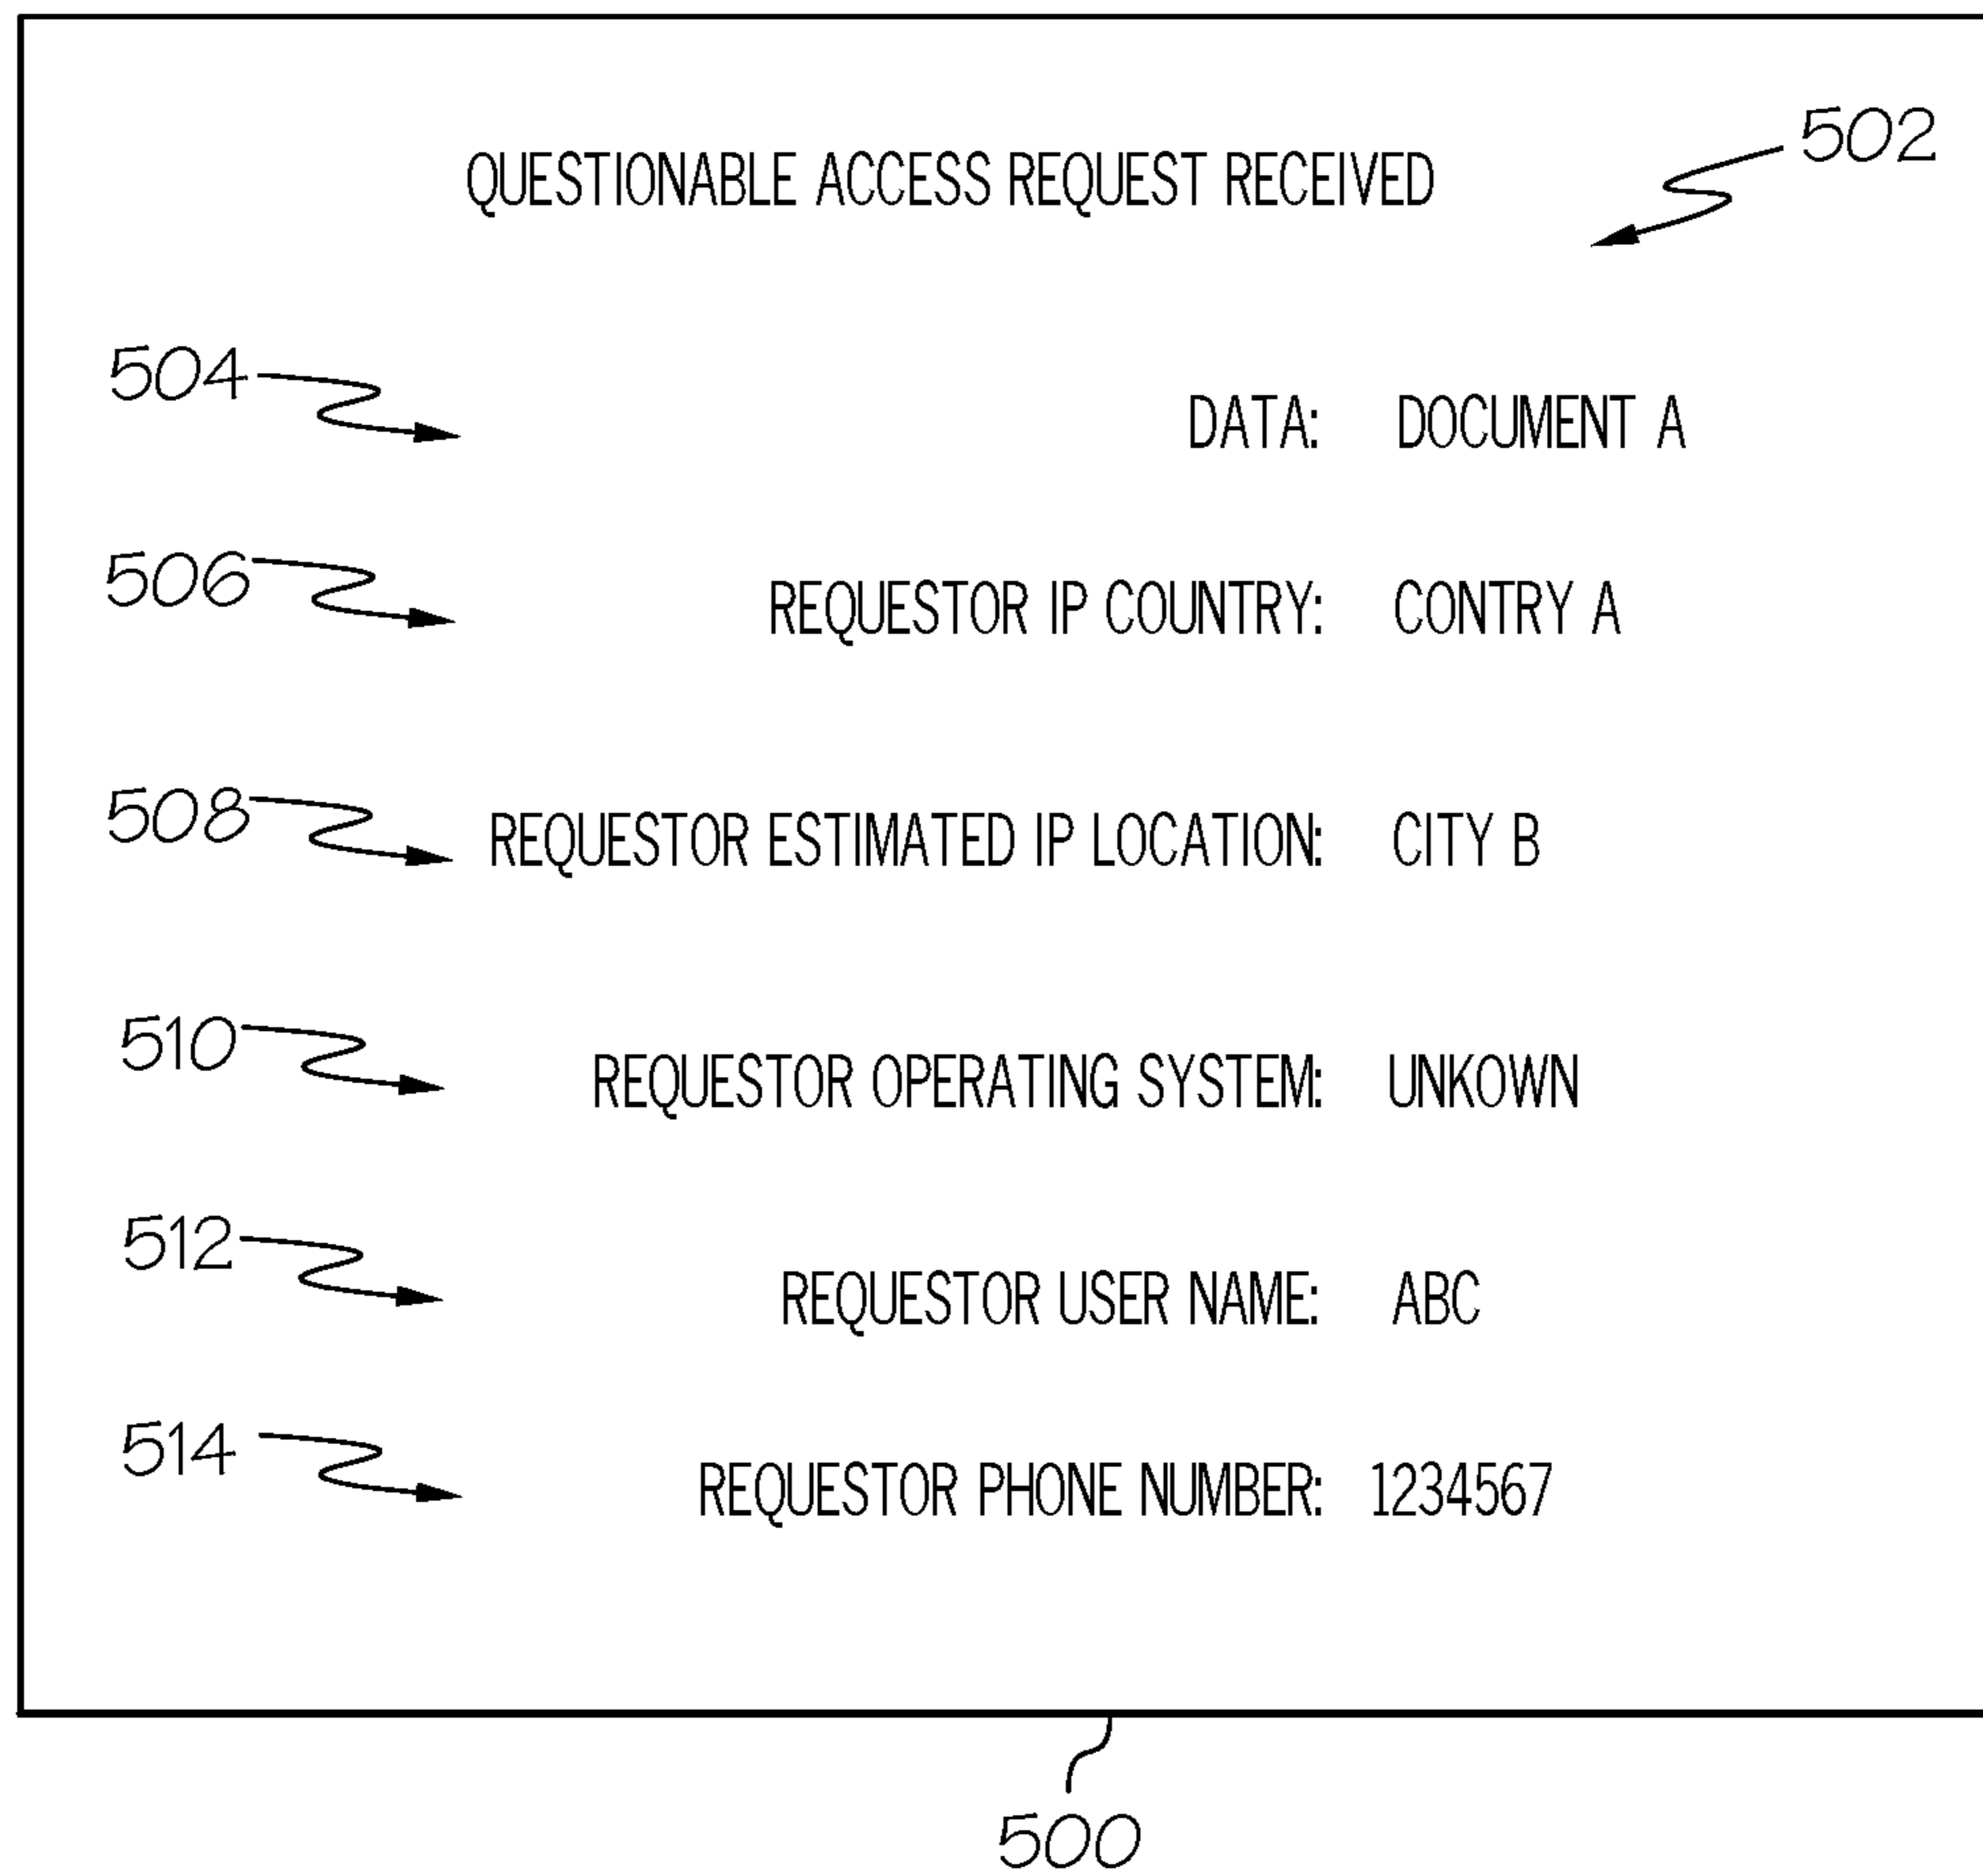 502
QUESTIONABLE ACCESS REQUEST RECEIVED
504
DATA: DOCUMENT A
506
REQUESTOR IP COUNTRY: CONTRY A
508
REQUESTOR ESTIMATED IP LOCATION: CITY B
510
REQUESTOR OPERATING SYSTEM: UNKOWN
512
REQUESTOR USER NAME: ABC
514
REQUESTOR PHONE NUMBER: 1234567
500